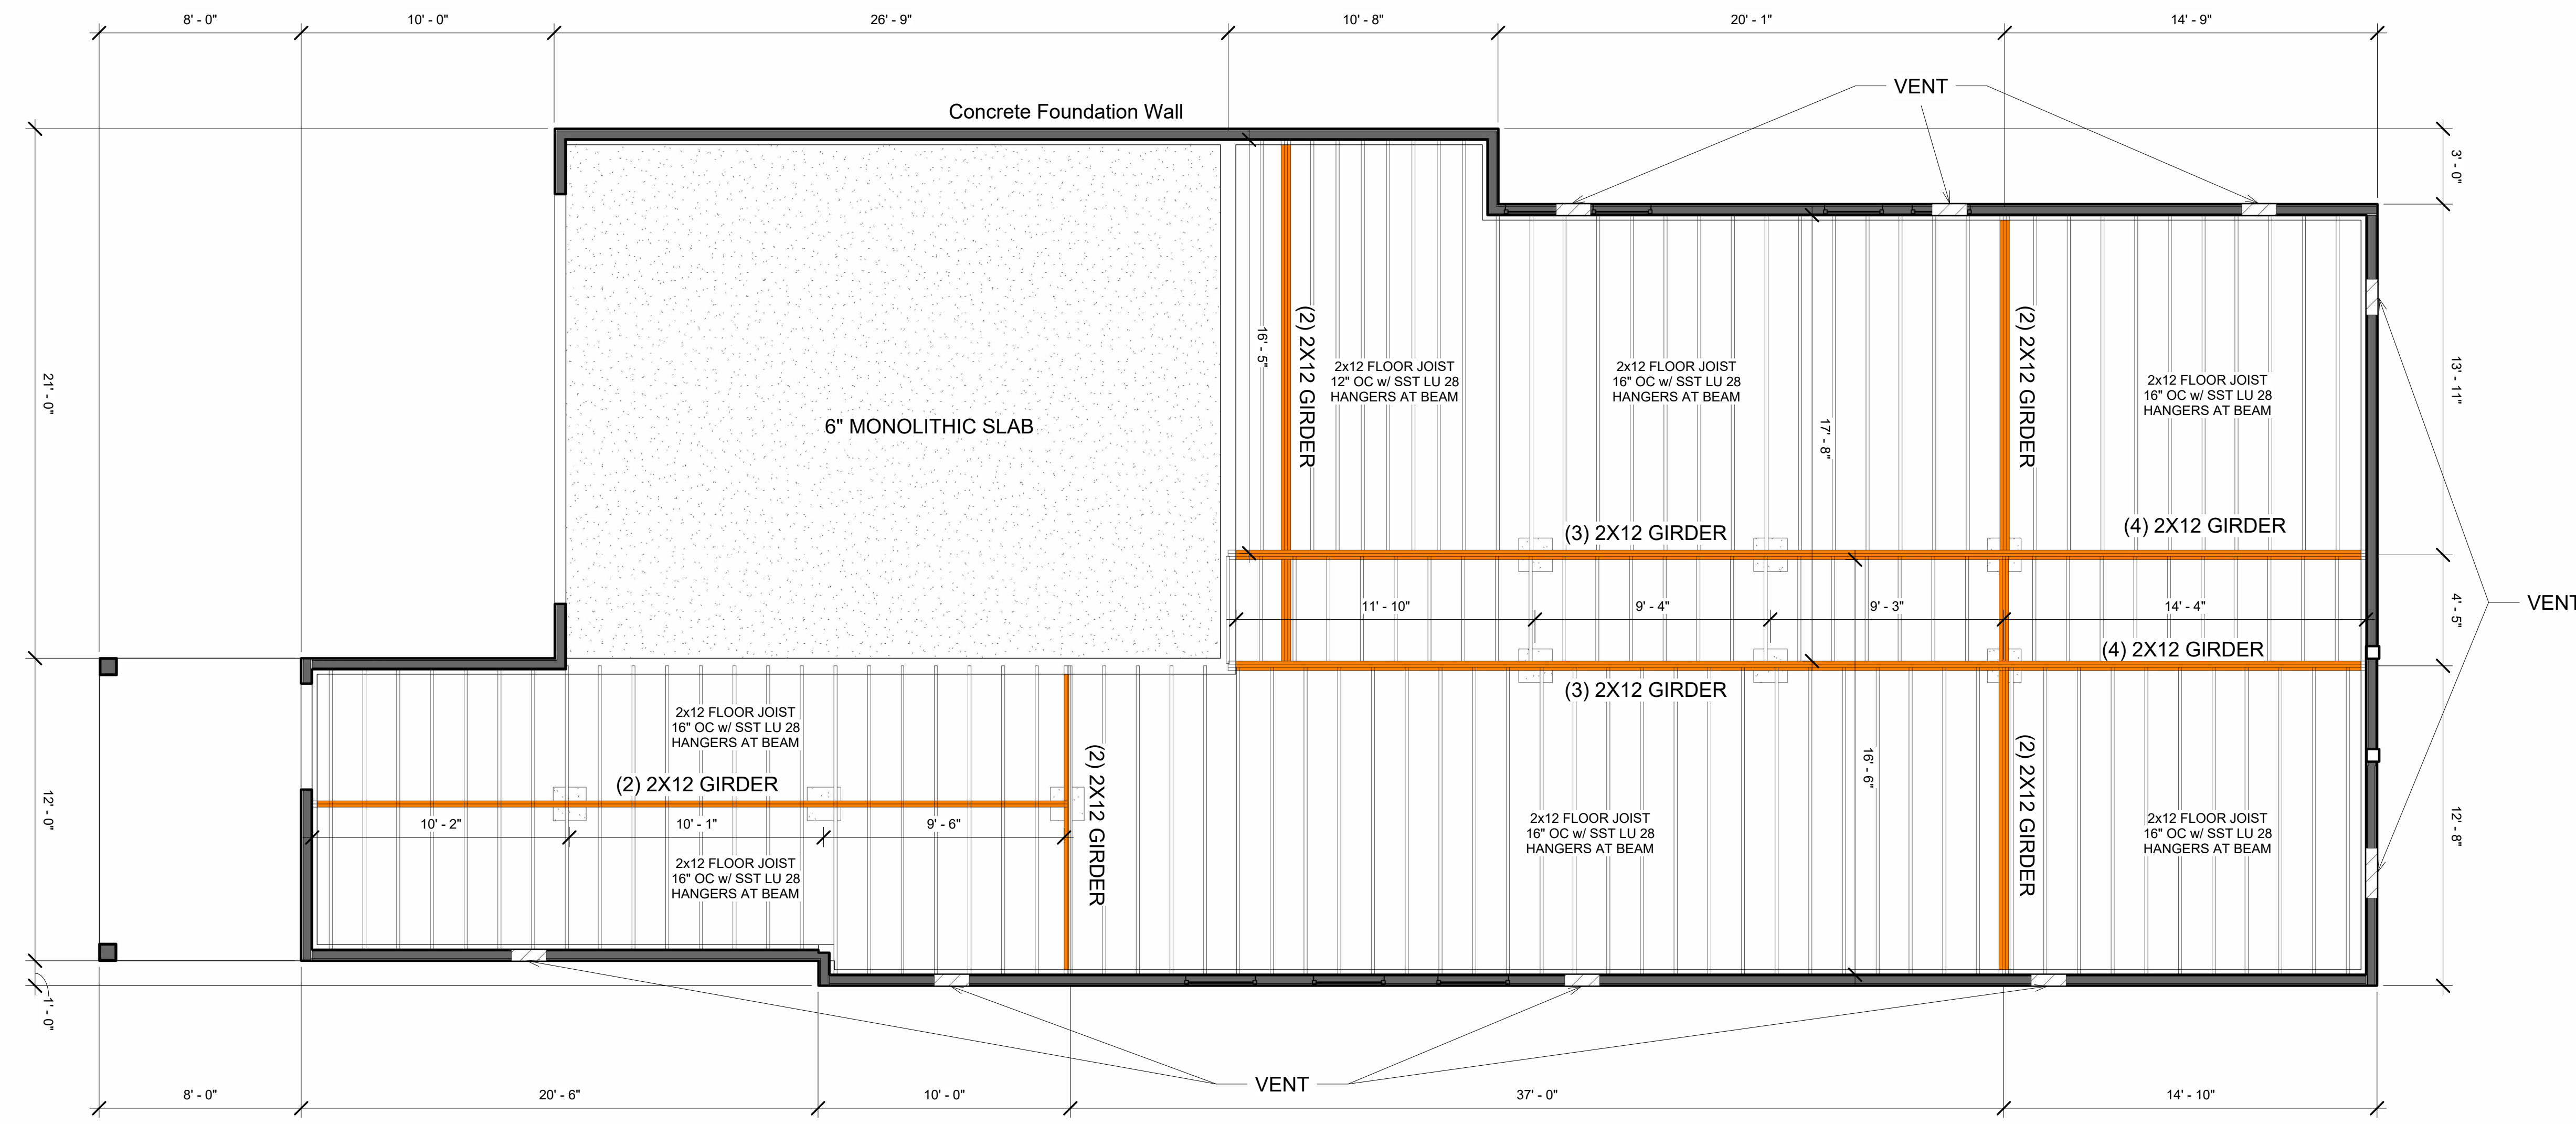 8' - 0"
10' - 0"
26' - 9"
10' - 8"
20' - 1"
14' - 9"
VENT
Concrete Foundation Wall
3' - 0"
21' - 0"
16' - 5"
(2) 2X12 GIRDER
2x12 FLOOR JOIST
12" OC w/ SST LU 28
HANGERS AT BEAM
2x12 FLOOR JOIST
16" OC w/ SST LU 28
HANGERS AT BEAM
(2) 2X12 GIRDER
2x12 FLOOR JOIST
16" OC w/ SST LU 28
HANGERS AT BEAM
13' - 11"
6" MONOLITHIC SLAB
17' - 8"
(3) 2X12 GIRDER
(4) 2X12 GIRDER
11' - 10"
9' - 4"
9' - 3"
14' - 4"
4' - 5"
VENT
(4) 2X12 GIRDER
(3) 2X12 GIRDER
2x12 FLOOR JOIST
16" OC w/ SST LU 28
HANGERS AT BEAM
(2) 2X12 GIRDER
12' - 0"
10' - 2"
10' - 1"
9' - 6"
(2) 2X12 GIRDER
2x12 FLOOR JOIST
16" OC w/ SST LU 28
HANGERS AT BEAM
2x12 FLOOR JOIST
16" OC w/ SST LU 28
HANGERS AT BEAM
16' - 6"
(2) 2X12 GIRDER
2x12 FLOOR JOIST
16" OC w/ SST LU 28
HANGERS AT BEAM
12' - 8"
1' - 0"
VENT
8' - 0"
20' - 6"
10' - 0"
37' - 0"
14' - 10"